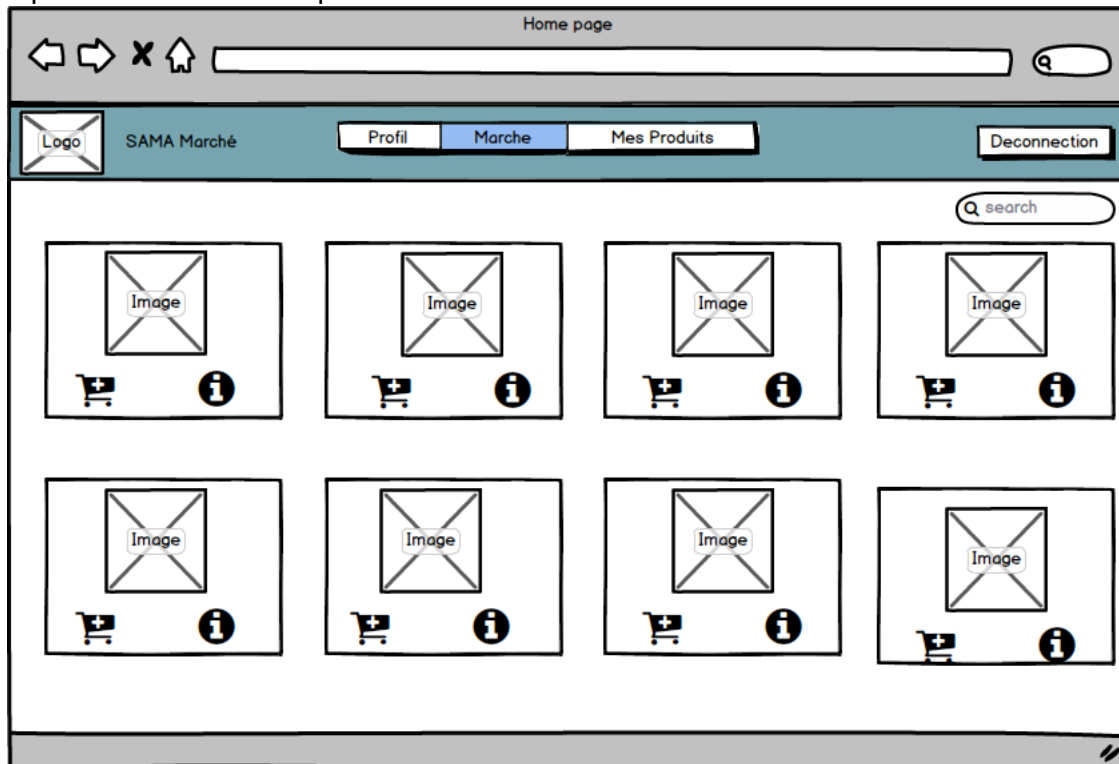 Home page
Logo
SAMA Marché
Profil
Marche
Mes Produits
Deconnection
search
Image
Image
Image
Image
Image
Image
Image
Image